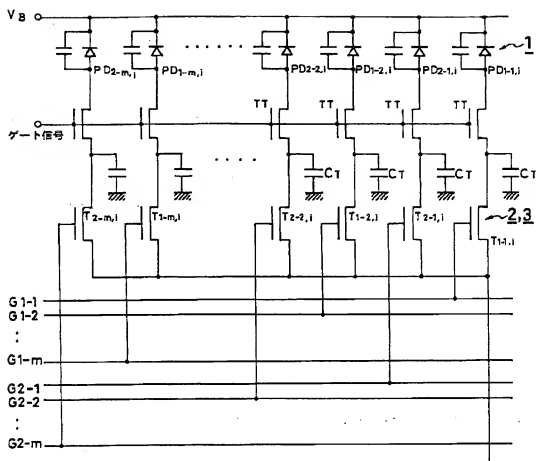 VB
1
PD2-m,i PD1-m,i PD2-2,i PD1-2,i PD2-1,i PD1-1,i
TT TT TT TT
ゲート信号
CT CT CT CT
T2-m,i T1-m,i T2-2,i T1-2,i T2-1,i T1-1,i
2,3
G1-1
G1-2
G1-m
G2-1
G2-2
G2-m